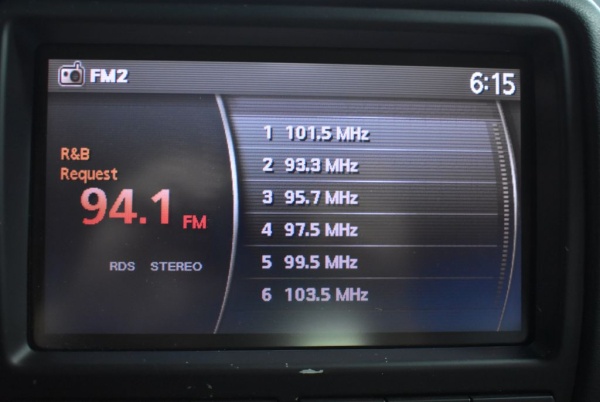 FM2
6:15
R&B
Request
94.1 FM
RDS STEREO
1 101.5 MHz
2 93.3 MHz
3 95.7 MHz
4 97.5 MHz
5 99.5 MHz
6 103.5 MHz